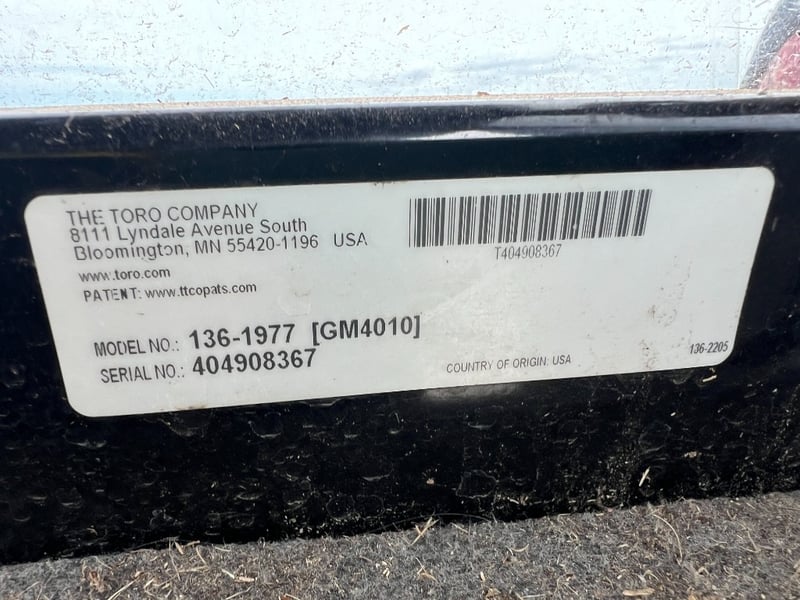 THE TORO COMPANY
8111 Lyndale Avenue South
Bloomington, MN 55420-1196 USA
www.toro.com
PATENT: www.ttcopats.com
T404908367
MODEL NO.: 136-1977 [GM4010]
SERIAL NO.: 404908367
COUNTRY OF ORIGIN: USA
136-2205